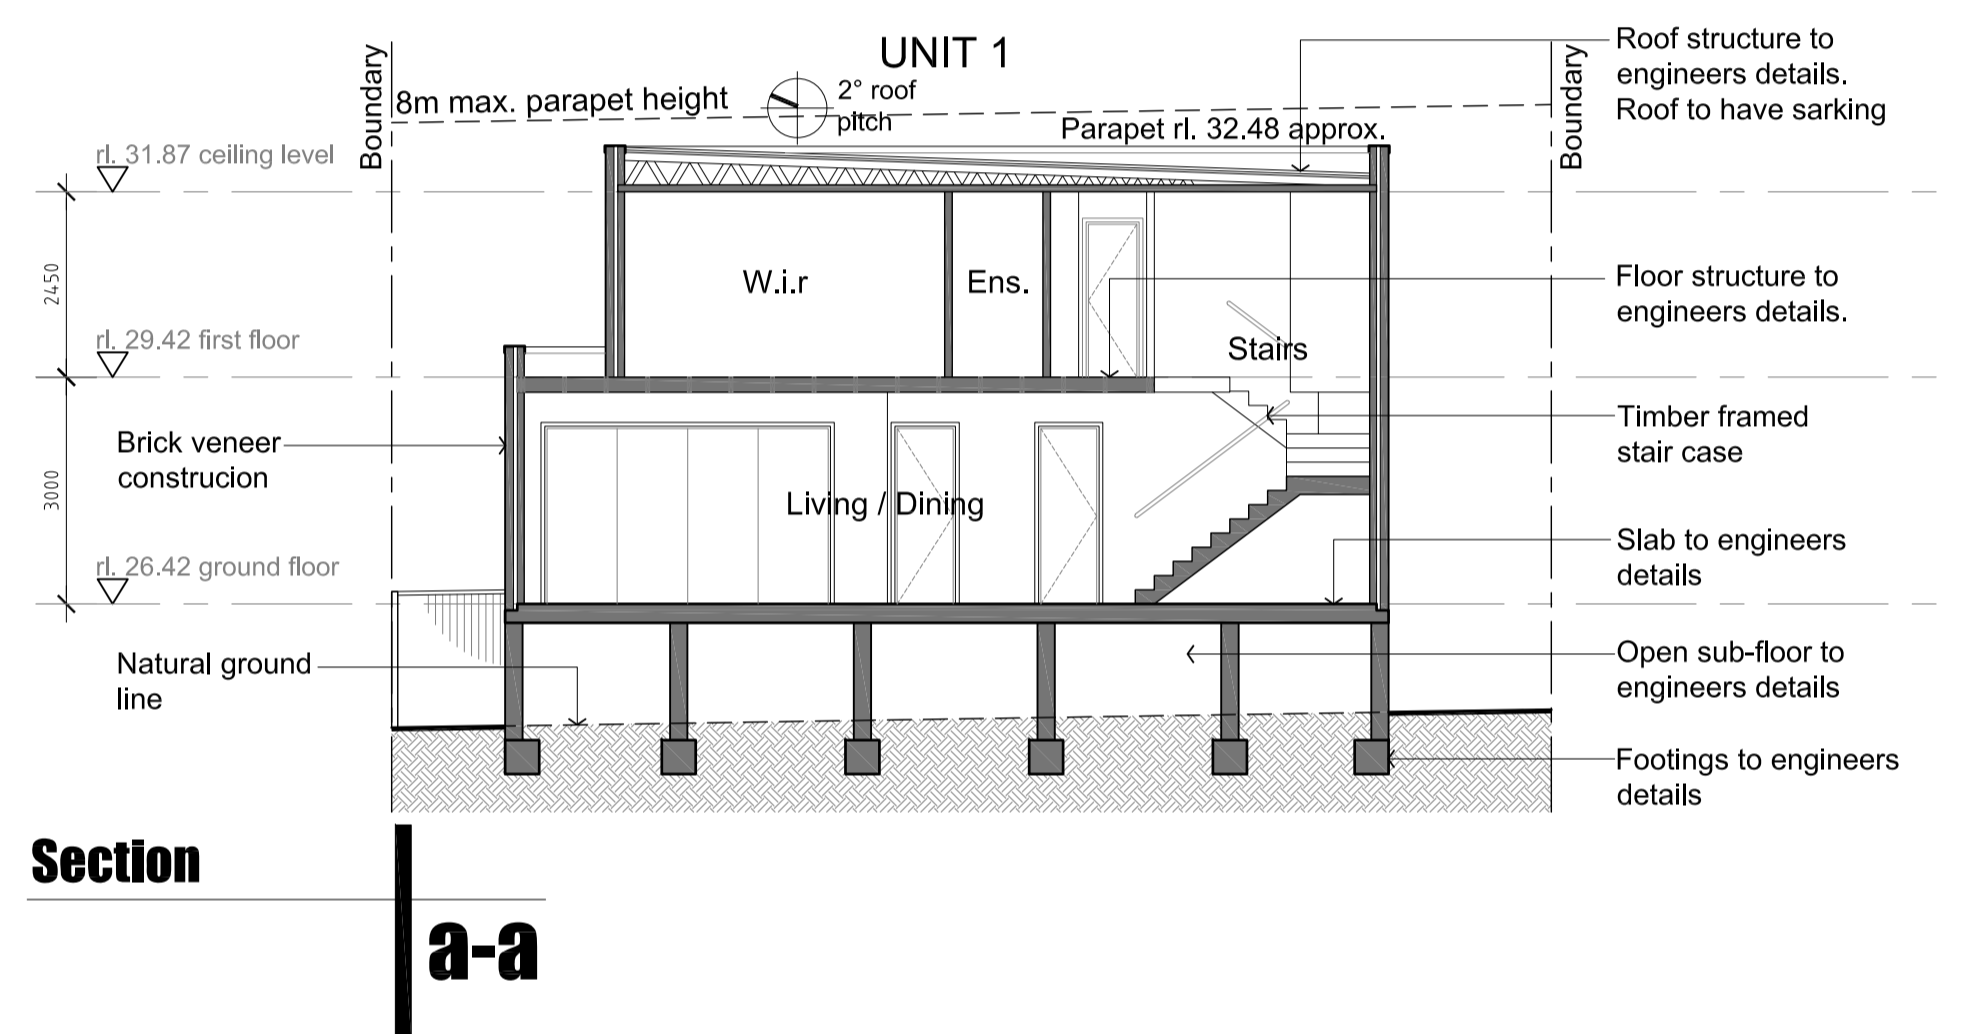 UNIT 1
Boundary
8m max. parapet height
2° roof
pitch
Parapet rl. 32.48 approx.
Boundary
Roof structure to
engineers details.
Roof to have sarking
rl. 31.87 ceiling level
2450
W.i.r
Ens.
Floor structure to
engineers details.
rl. 29.42 first floor
Stairs
Timber framed
stair case
Brick veneer
construcion
3000
Living / Dining
Slab to engineers
details
rl. 26.42 ground floor
Natural ground
line
Open sub-floor to
engineers details
Footings to engineers
details
Section
a-a